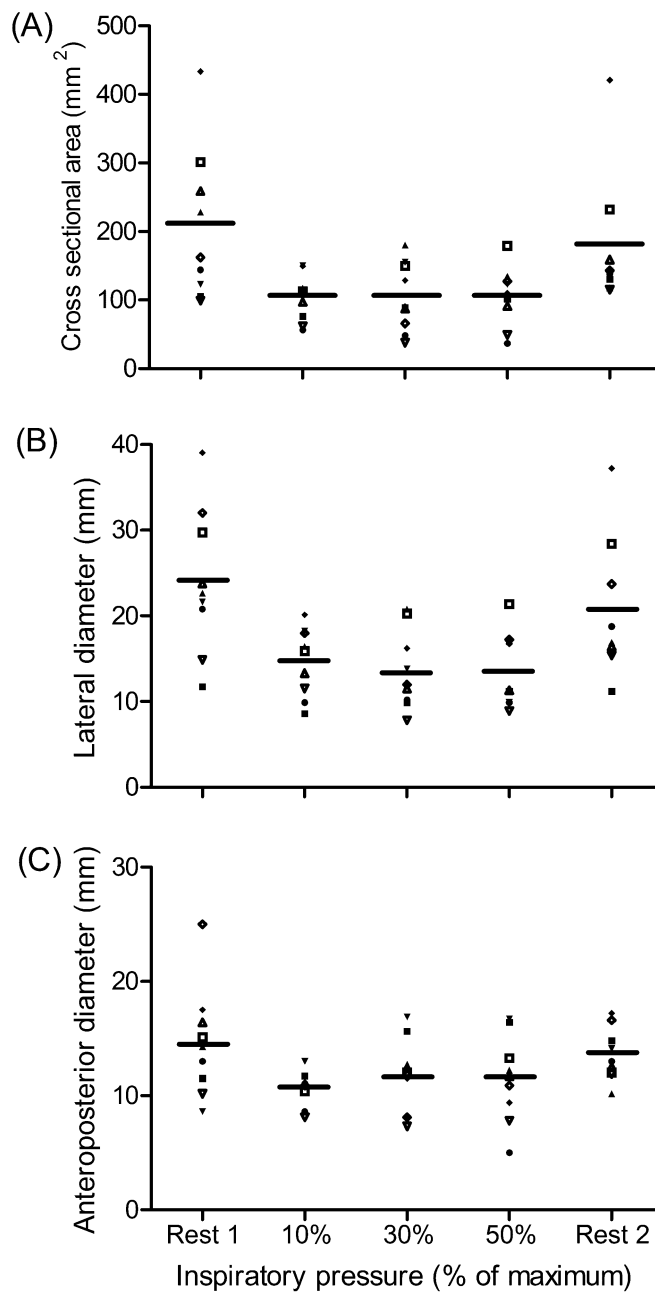 (A)
Cross sectional area (mm²)
500
400
300
200
100
0
(B)
Lateral diameter (mm)
40
30
20
10
0
(C)
Anteroposterior diameter (mm)
30
20
10
0
Rest 1 10% 30% 50% Rest 2
Inspiratory pressure (% of maximum)